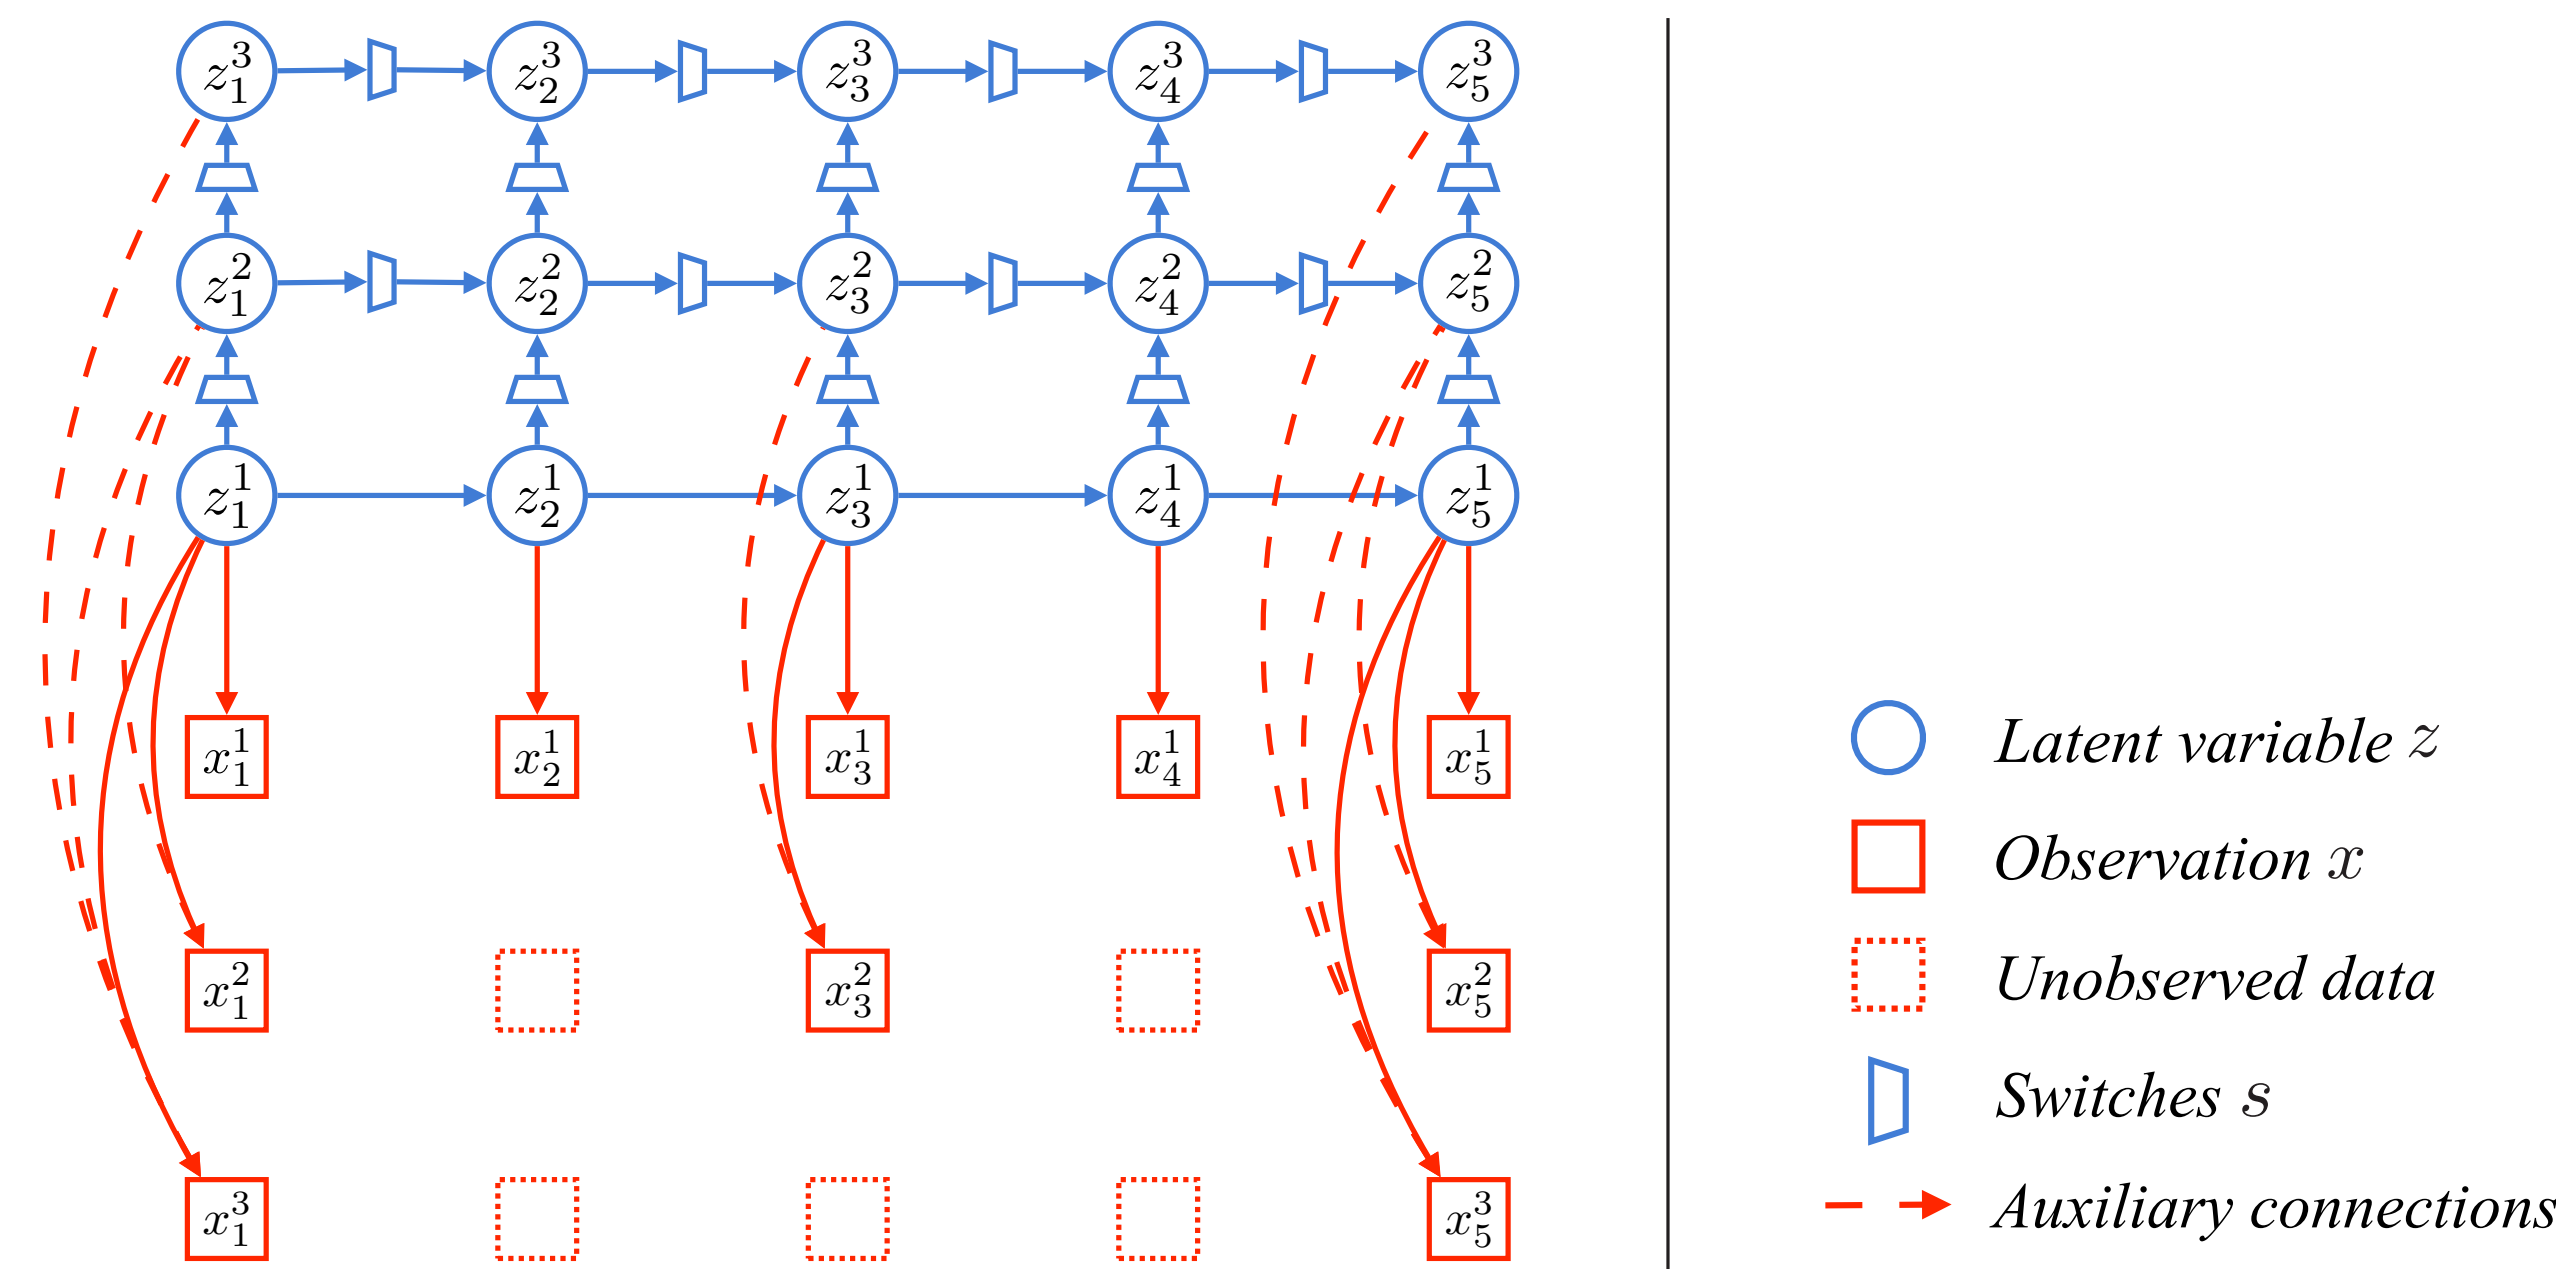 z_1^3 z_2^3 z_3^3 z_4^3 z_5^3
z_1^2 z_2^2 z_3^2 z_4^2 z_5^2
z_1^1 z_2^1 z_3^1 z_4^1 z_5^1
x_1^1 x_2^1 x_3^1 x_4^1 x_5^1
x_1^2 x_3^2 x_5^2
x_1^3 x_5^3
Latent variable z
Observation x
Unobserved data
Switches s
Auxiliary connections